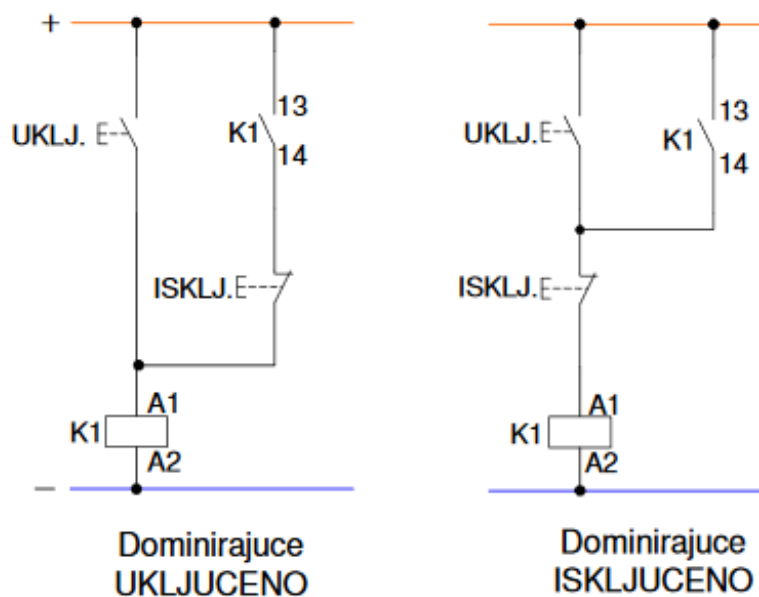 +
13
UKLJ.
K1
14
ISKLJ.
A1
K1
A2
−
Dominirajuce
UKLJUCENO
13
UKLJ.
K1
14
ISKLJ.
A1
K1
A2
Dominirajuce
ISKLJUCENO